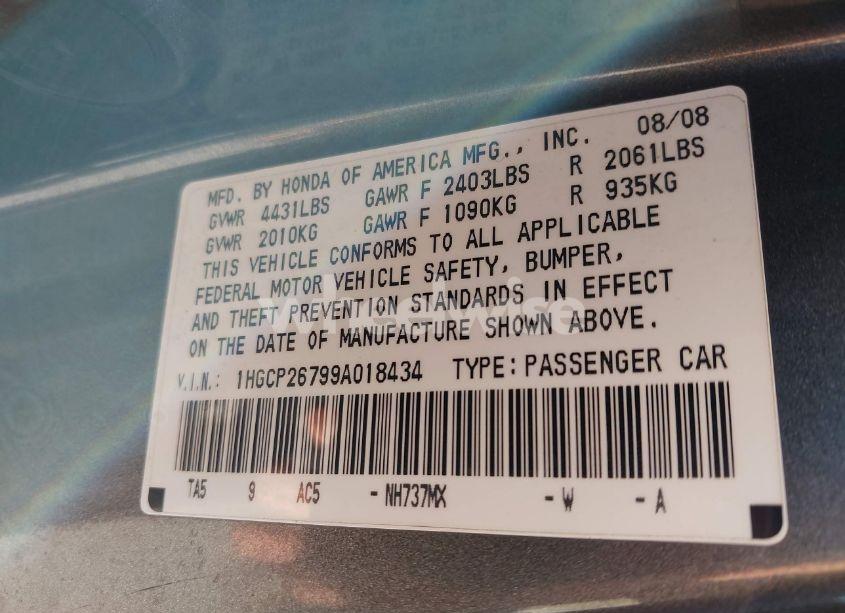 MFD. BY HONDA OF AMERICA MFG., INC. 08/08
GVWR 4431LBS GAWR F 2403LBS R 2061LBS
GVWR 2010KG GAWR F 1090KG R 935KG
THIS VEHICLE CONFORMS TO ALL APPLICABLE
FEDERAL MOTOR VEHICLE SAFETY, BUMPER,
AND THEFT PREVENTION STANDARDS IN EFFECT
ON THE DATE OF MANUFACTURE SHOWN ABOVE.
V.I.N.: 1HGCP26799A018434 TYPE: PASSENGER CAR
TA5 9 AC5 - NH737MX - W - A
wheelwise